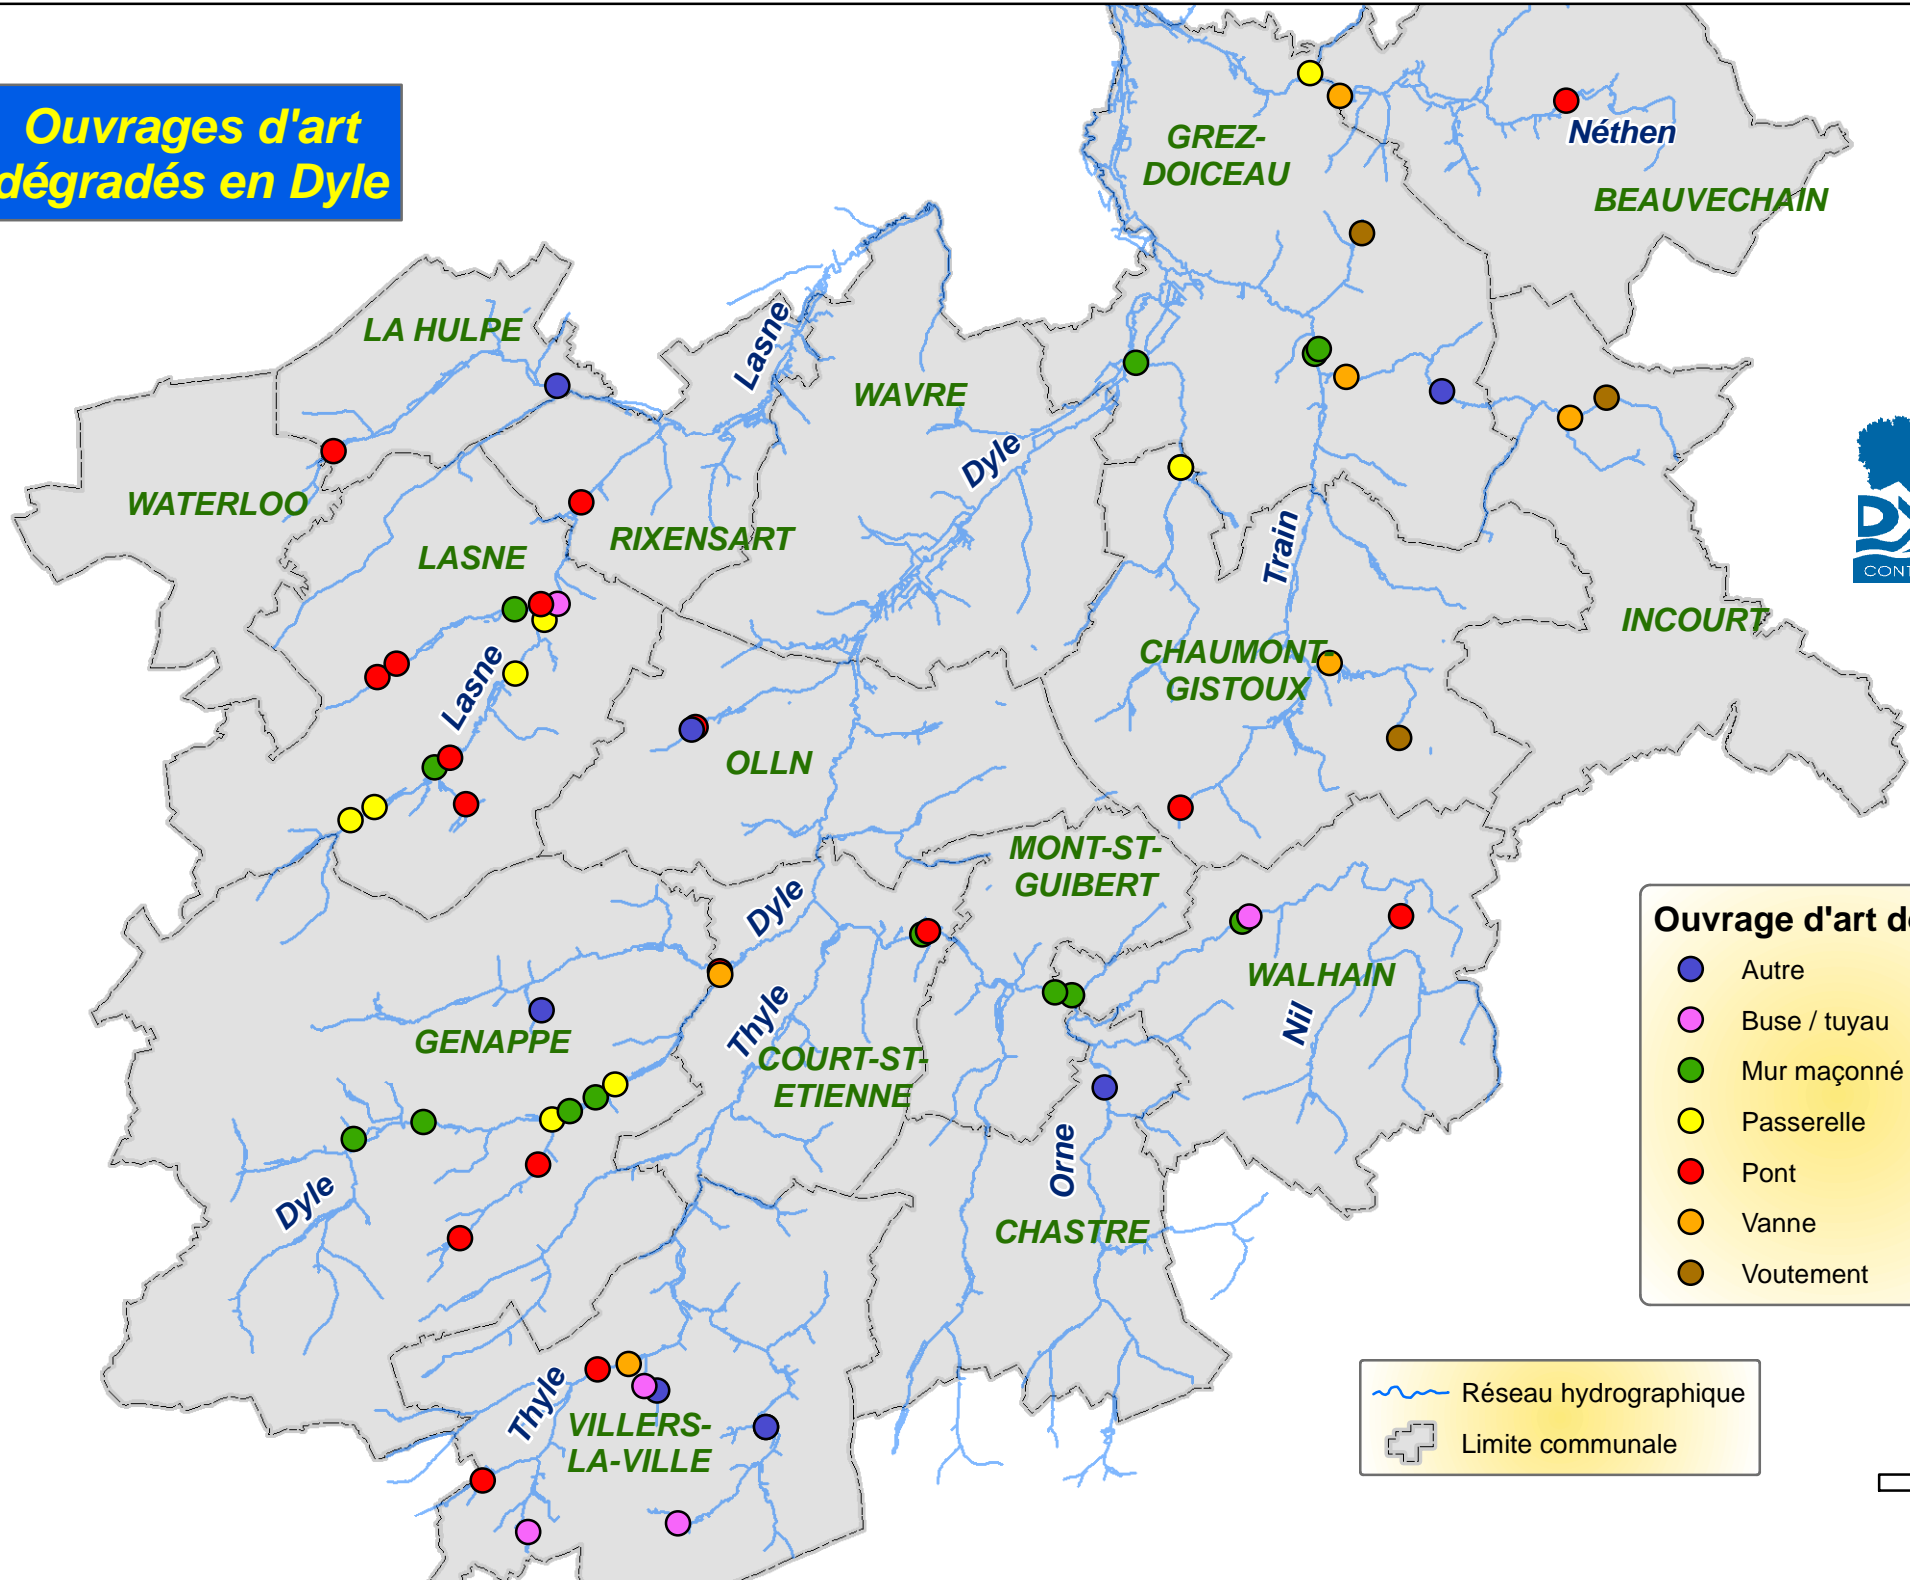 Ouvrages d'art
dégradés en Dyle
GREZ-
DOICEAU
Néthen
BEAUVECHAIN
LA HULPE
Lasne
WAVRE
Dyle
WATERLOO
LASNE
RIXENSART
Train
CONT
INCOURT
CHAUMONT-
GISTOUX
Lasne
OLLN
MONT-ST-
GUIBERT
Dyle
WALHAIN
Nil
GENAPPE
Thyle
COURT-ST-
ETIENNE
Orne
Dyle
CHASTRE
Thyle
VILLERS-
LA-VILLE
Ouvrage d'art
Autre
Buse / tuyau
Mur maçonné
Passerelle
Pont
Vanne
Voutement
Réseau hydrographique
Limite communale